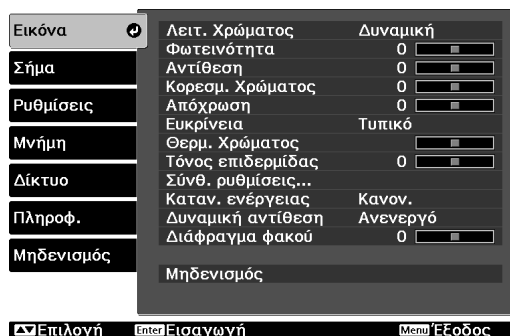 Εικόνα
Σήμα
Ρυθμίσεις
Μνήμη
Δίκτυο
Πληροφ.
Μηδενισμός
Λειτ. Χρώματος Δυναμική
Φωτεινότητα 0
Αντίθεση 0
Κορεσμ. Χρώματος 0
Απόχρωση 0
Ευκρίνεια Τυπικό
Θερμ. Χρώματος
Τόνος επιδερμίδας 0
Σύνθ. ρυθμίσεις...
Καταν. ενέργειας Κανον.
Δυναμική αντίθεση Ανενεργό
Διάφραγμα φακού 0
Μηδενισμός
Επιλογή Enter Εισαγωγή Menu Έξοδος